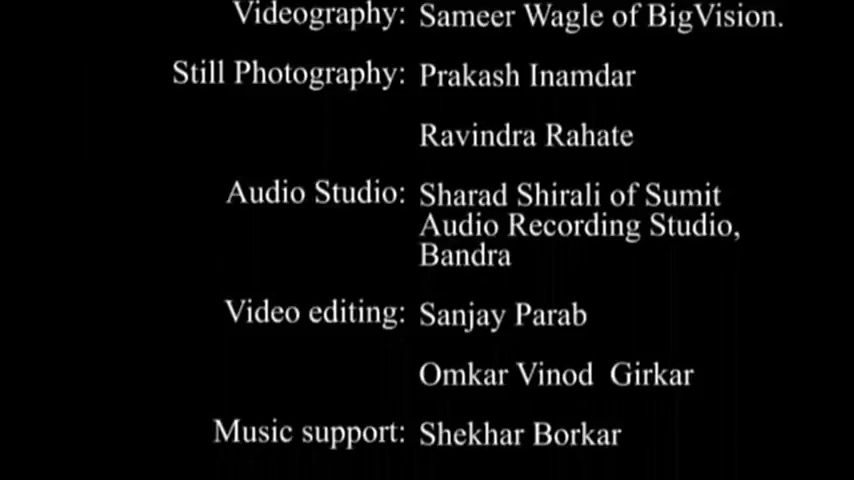 Videography: Sameer Wagle of BigVision.
Still Photography: Prakash Inamdar
Ravindra Rahate
Audio Studio: Sharad Shirali of Sumit
Audio Recording Studio,
Bandra
Video editing: Sanjay Parab
Omkar Vinod  Girkar
Music support: Shekhar Borkar